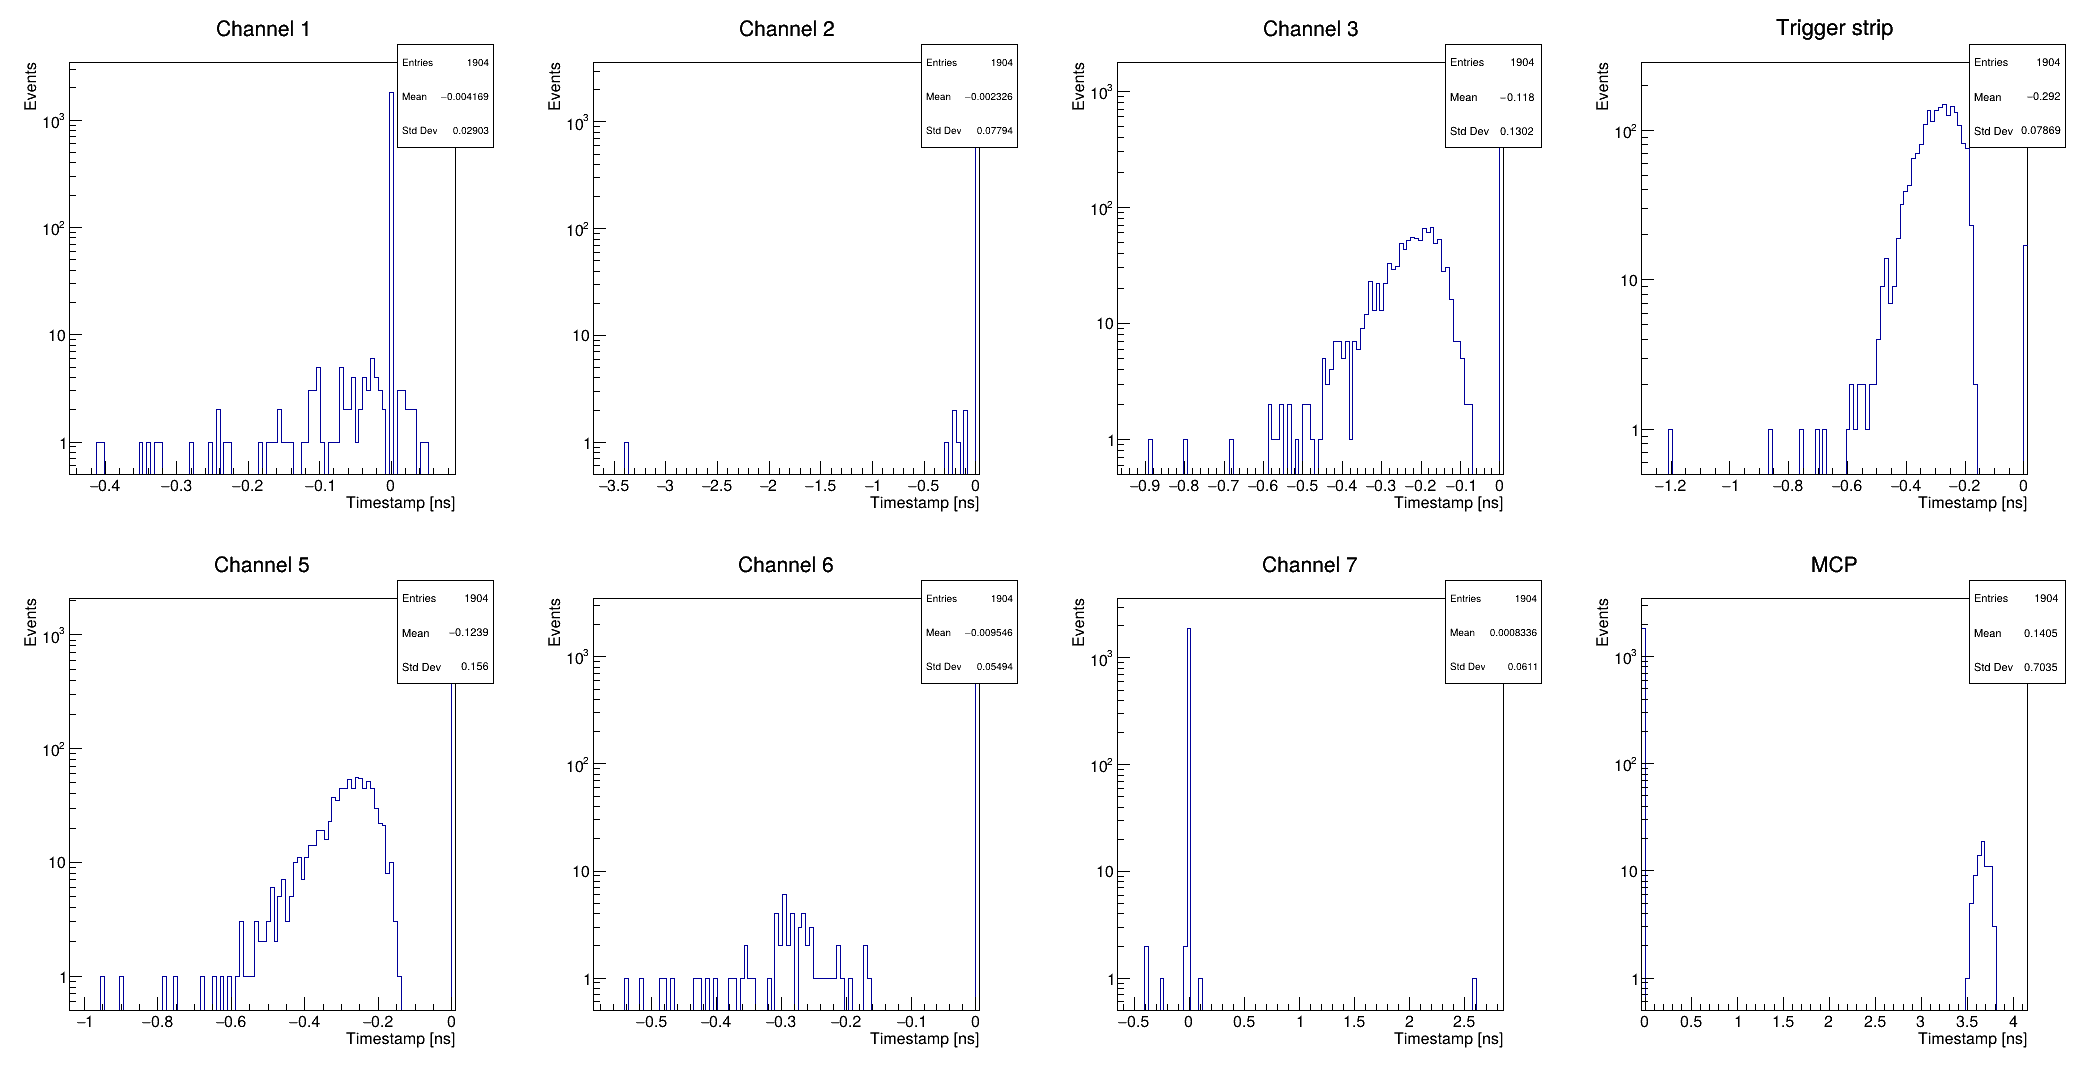 Channel 1
Events
Entries 1904
Mean −0.004169
Std Dev 0.02903
10³
10²
10
1
−0.4 −0.3 −0.2 −0.1 0
Timestamp [ns]
Channel 2
Events
Entries 1904
Mean −0.002326
Std Dev 0.07794
10³
10²
10
1
−3.5 −3 −2.5 −2 −1.5 −1 −0.5 0
Timestamp [ns]
Channel 3
Events
Entries 1904
Mean −0.118
Std Dev 0.1302
10³
10²
10
1
−0.9 −0.8 −0.7 −0.6 −0.5 −0.4 −0.3 −0.2 −0.1 0
Timestamp [ns]
Trigger strip
Events
Entries 1904
Mean −0.292
Std Dev 0.07869
10²
10
1
−1.2 −1 −0.8 −0.6 −0.4 −0.2 0
Timestamp [ns]
Channel 5
Events
Entries 1904
Mean −0.1239
Std Dev 0.156
10³
10²
10
1
−1 −0.8 −0.6 −0.4 −0.2 0
Timestamp [ns]
Channel 6
Events
Entries 1904
Mean −0.009546
Std Dev 0.05494
10³
10²
10
1
−0.5 −0.4 −0.3 −0.2 −0.1 0
Timestamp [ns]
Channel 7
Events
Entries 1904
Mean 0.0008336
Std Dev 0.0611
10³
10²
10
1
−0.5 0 0.5 1 1.5 2 2.5
Timestamp [ns]
MCP
Events
Entries 1904
Mean 0.1405
Std Dev 0.7035
10³
10²
10
1
0 0.5 1 1.5 2 2.5 3 3.5 4
Timestamp [ns]